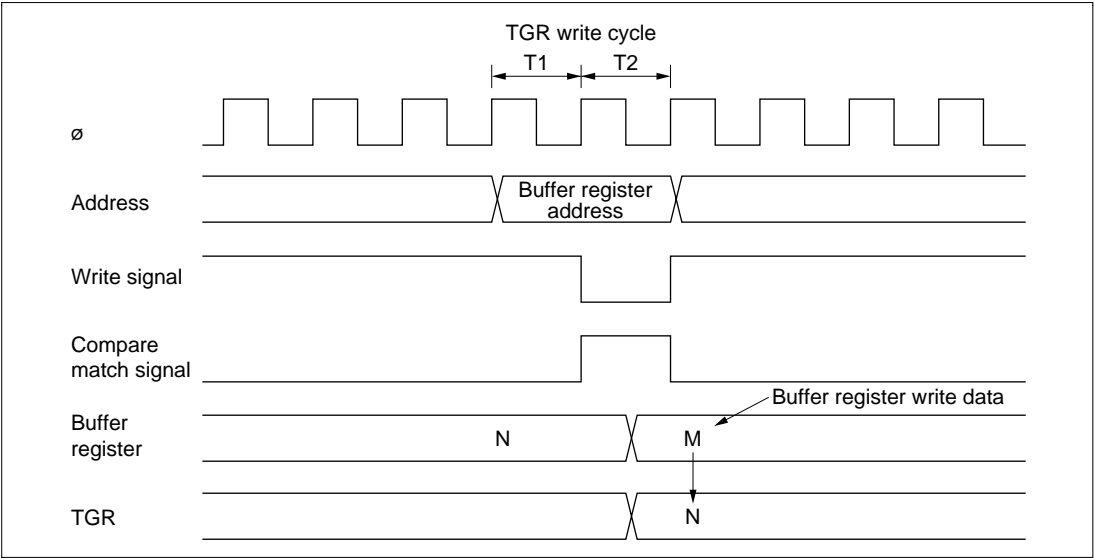 TGR write cycle
T1 T2
ø
Address
Buffer register
address
Write signal
Compare
match signal
Buffer register write data
Buffer
register
N M
TGR
N